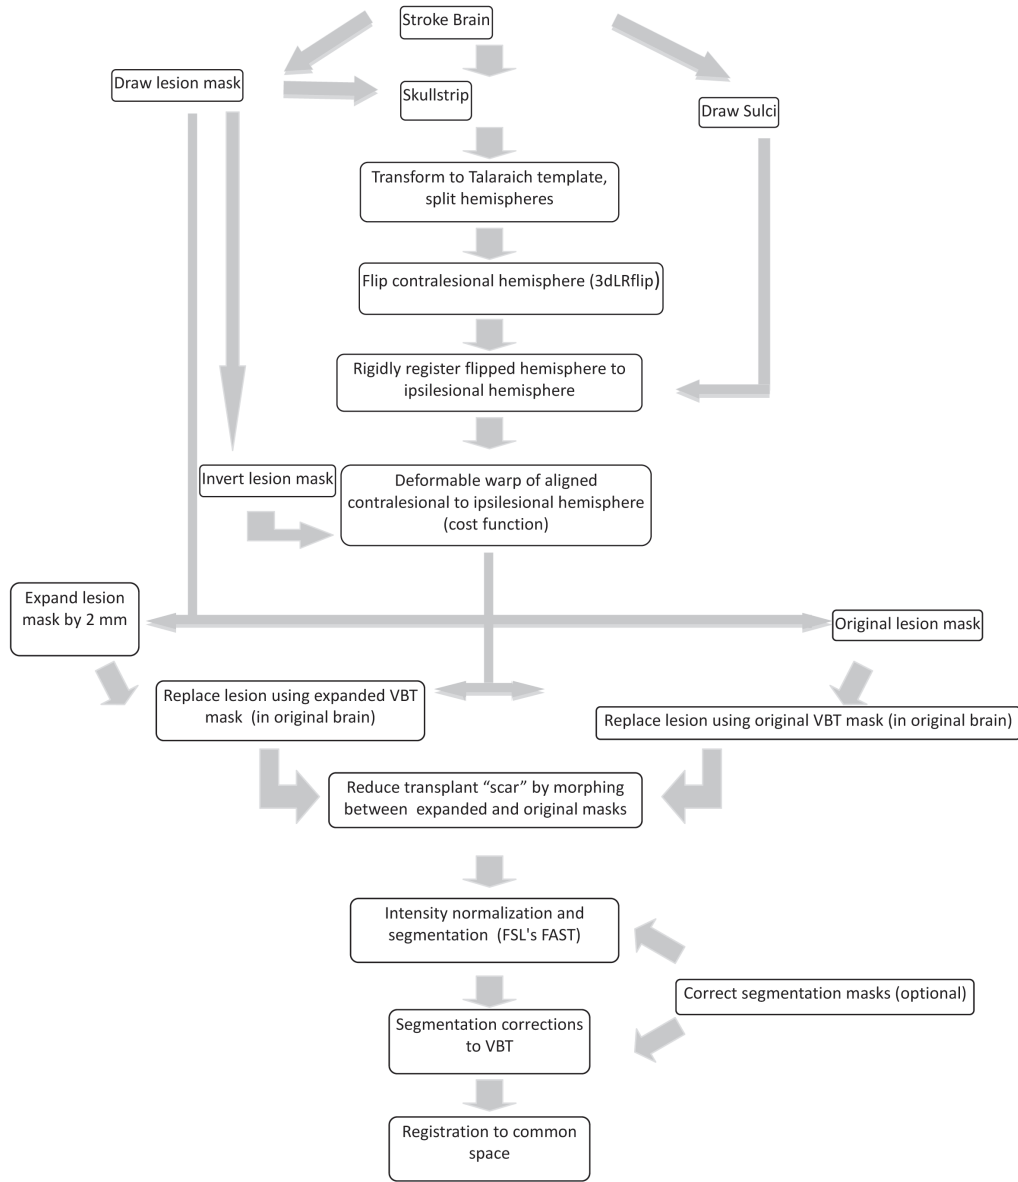 Stroke Brain
Draw lesion mask
Skullstrip
Draw Sulci
Transform to Talaraich template,
split hemispheres
Flip contralesional hemisphere (3dLRflip)
Rigidly register flipped hemisphere to
ipsilesional hemisphere
Invert lesion mask
Deformable warp of aligned
contralesional to ipsilesional hemisphere
(cost function)
Expand lesion
mask by 2 mm
Original lesion mask
Replace lesion using expanded VBT
mask (in original brain)
Replace lesion using original VBT mask (in original brain)
Reduce transplant “scar” by morphing
between expanded and original masks
Intensity normalization and
segmentation (FSL's FAST)
Correct segmentation masks (optional)
Segmentation corrections
to VBT
Registration to common
space